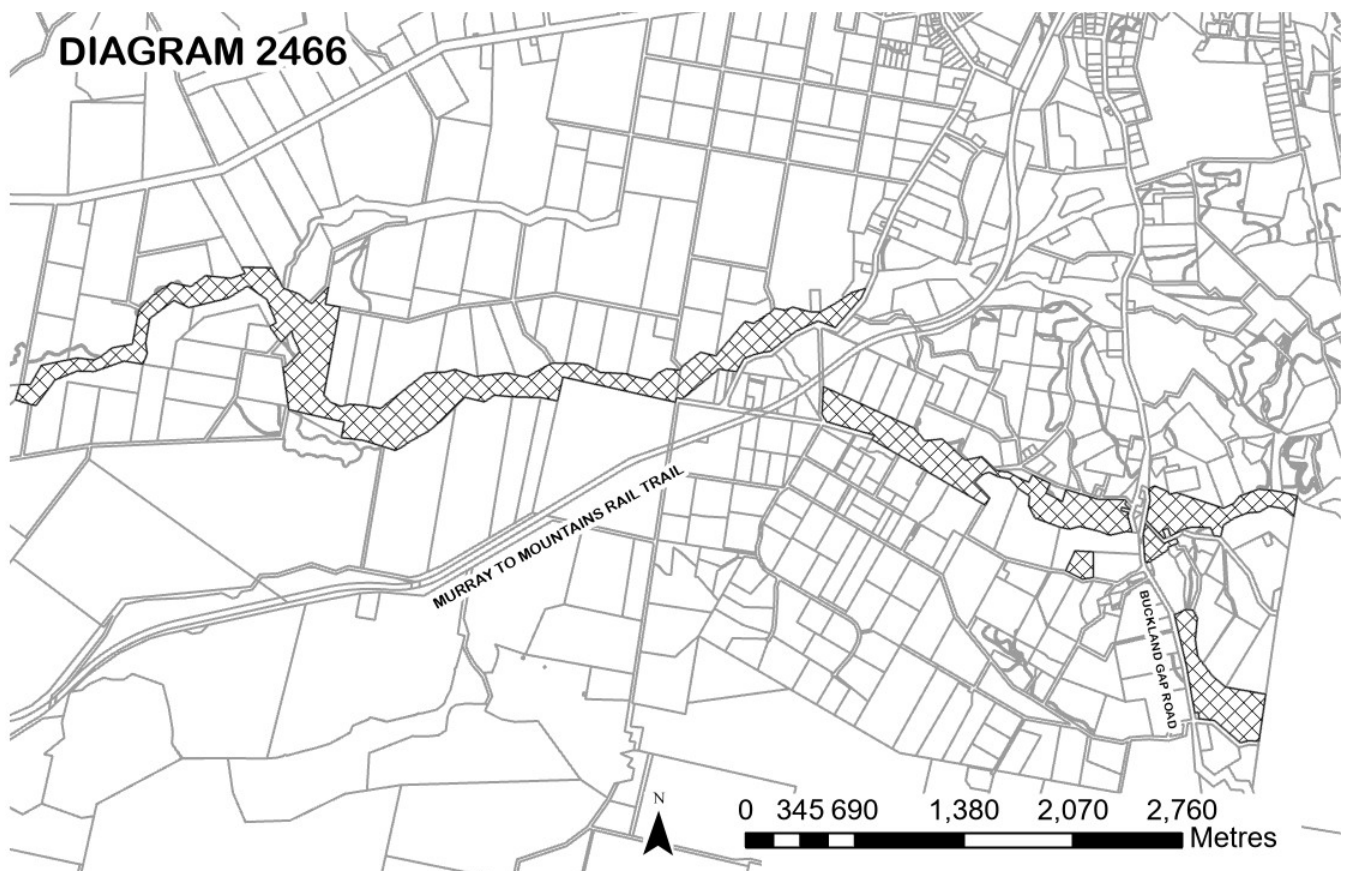 DIAGRAM 2466
MURRAY TO MOUNTAINS RAIL TRAIL
BUCKLAND GAP ROAD
N
0 345 690 1,380 2,070 2,760
Metres